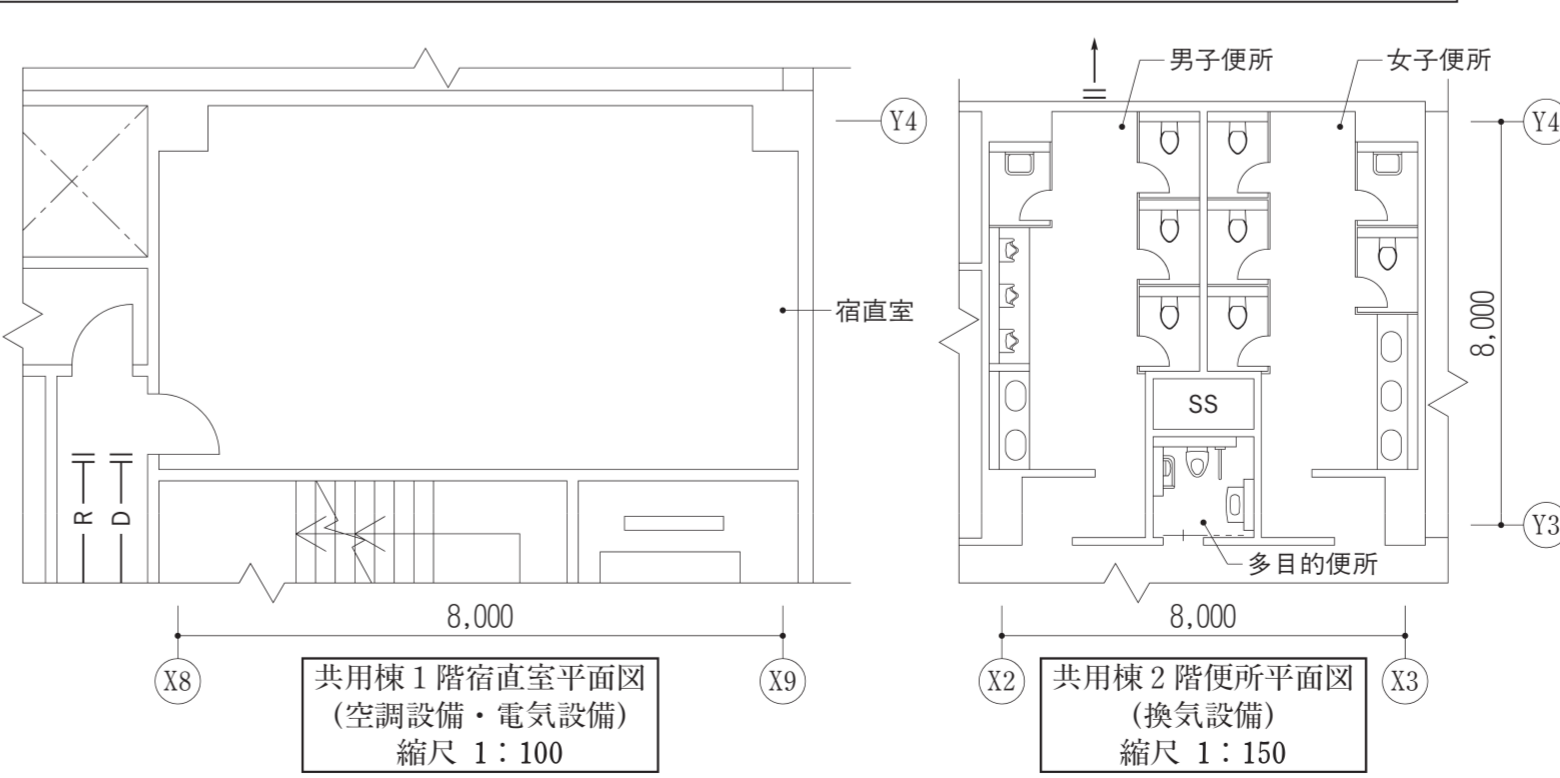 男子便所
女子便所
Y4
Y4
宿直室
8,000
SS
R
D
Y3
多目的便所
8,000
8,000
X8
X9
X2
X3
共用棟1階宿直室平面図
(空調設備・電気設備)
縮尺 1:100
共用棟2階便所平面図
(換気設備)
縮尺 1:150